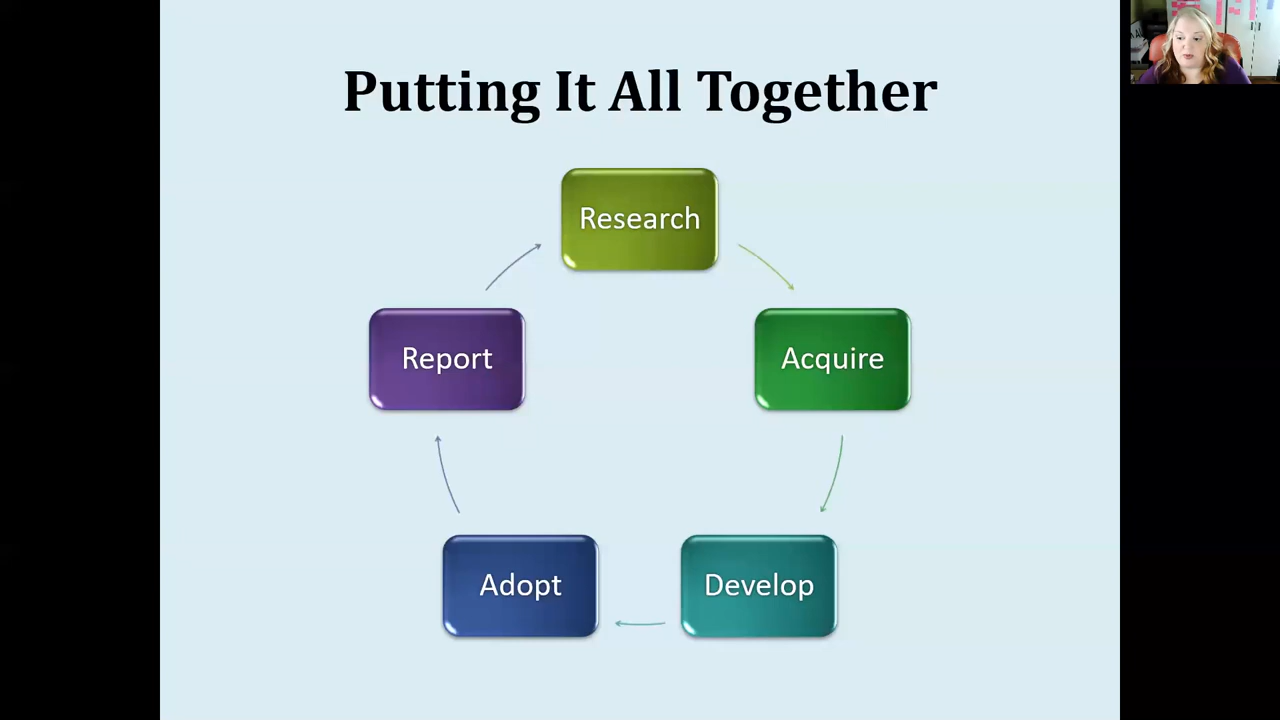 Putting It All Together
Research
Acquire
Develop
Adopt
Report